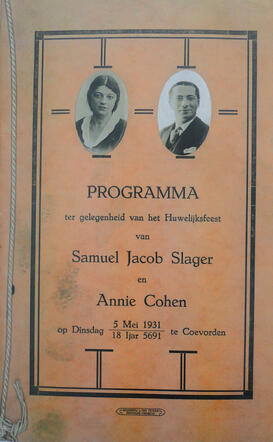 PROGRAMMA
ter gelegenheid van het Huwelijksfeest
van
Samuel Jacob Slager
en
Annie Cohen
op Dinsdag 5 Mei 1931 te Coevorden
18 Ijar 5691